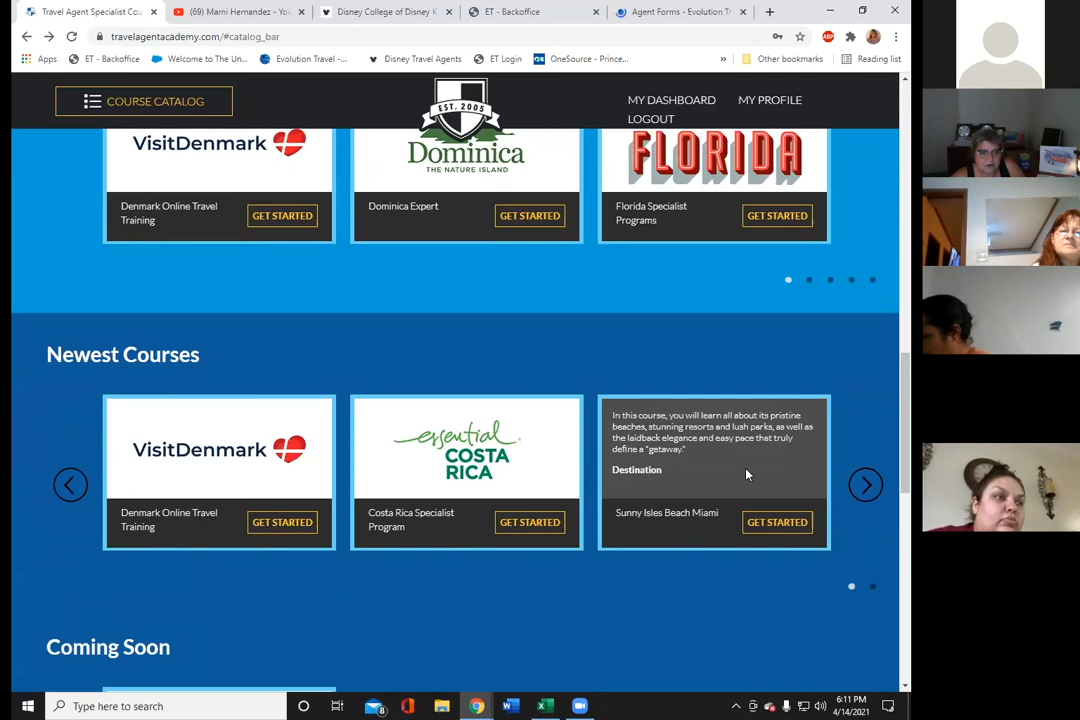 Travel Agent Specialist Cou
(69) Marni Hernandez - You
Disney College of Disney K
ET - Backoffice
Agent Forms - Evolution Tr
travelagentacademy.com/#catalog_bar
ABP
Apps
ET - Backoffice
Welcome to The Un...
Evolution Travel -...
Disney Travel Agents
ET Login
OneSource - Prince...
»
Other bookmarks
Reading list
COURSE CATALOG
EST. 2005
MY DASHBOARD
MY PROFILE
LOGOUT
VISITDENMARK
Dominica
THE NATURE ISLAND
FLORIDA
Denmark Online Travel
Training
GET STARTED
Dominica Expert
GET STARTED
Florida Specialist
Programs
GET STARTED
Newest Courses
VISITDENMARK
essential
COSTA
RICA
In this course, you will learn all about its pristine
beaches, stunning resorts and lush parks, as well as
the laidback elegance and easy pace that truly
define a "getaway."
Destination
Denmark Online Travel
Training
GET STARTED
Costa Rica Specialist
Program
GET STARTED
Sunny Isles Beach Miami
GET STARTED
Coming Soon
Type here to search
8
6:11 PM
4/14/2021